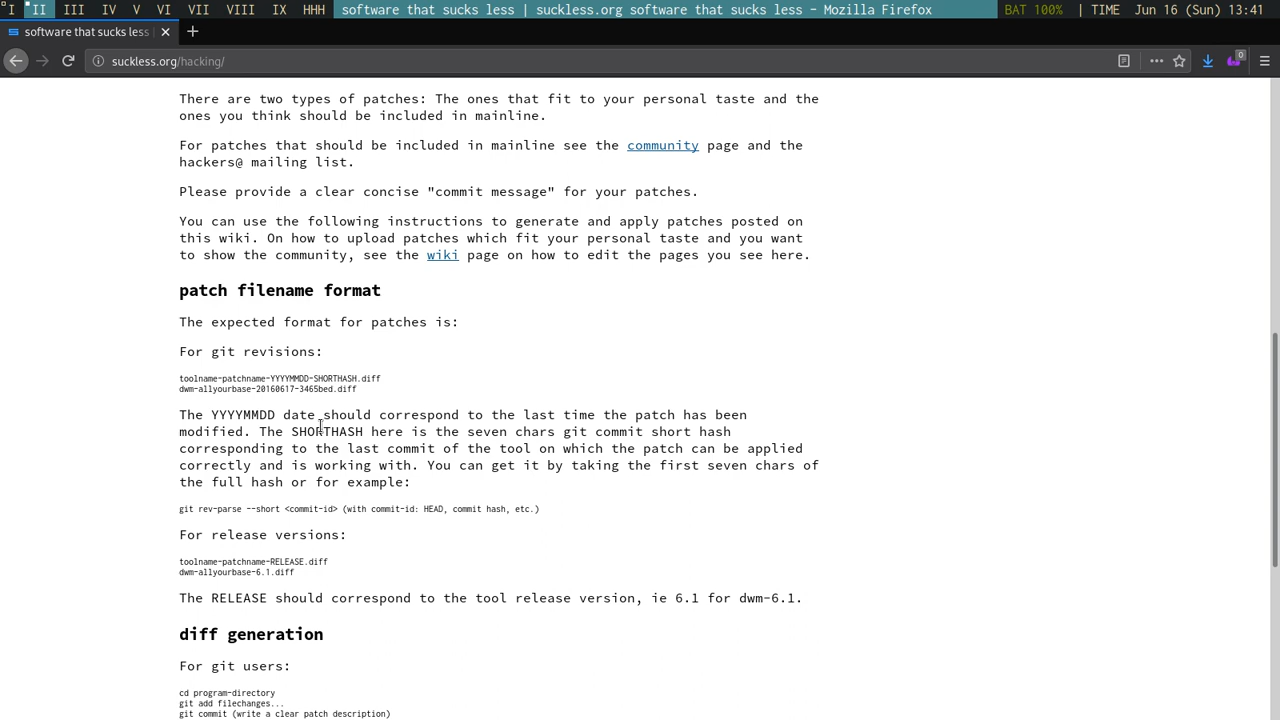 I II III IV V VI VII VIII IX HHH software that sucks less | suckless.org software that sucks less - Mozilla Firefox BAT 100% | TIME Jun 16 (Sun) 13:41
software that sucks less
suckless.org/hacking/ 0
There are two types of patches: The ones that fit to your personal taste and the
ones you think should be included in mainline.
For patches that should be included in mainline see the community page and the
hackers@ mailing list.
Please provide a clear concise "commit message" for your patches.
You can use the following instructions to generate and apply patches posted on
this wiki. On how to upload patches which fit your personal taste and you want
to show the community, see the wiki page on how to edit the pages you see here.
patch filename format
The expected format for patches is:
For git revisions:
toolname-patchname-YYYYMMDD-SHORTHASH.diff
dwm-allyourbase-20160617-3465bed.diff
The YYYYMMDD date should correspond to the last time the patch has been
modified. The SHORTHASH here is the seven chars git commit short hash
corresponding to the last commit of the tool on which the patch can be applied
correctly and is working with. You can get it by taking the first seven chars of
the full hash or for example:
git rev-parse --short <commit-id> (with commit-id: HEAD, commit hash, etc.)
For release versions:
toolname-patchname-RELEASE.diff
dwm-allyourbase-6.1.diff
The RELEASE should correspond to the tool release version, ie 6.1 for dwm-6.1.
diff generation
For git users:
cd program-directory
git add filechanges...
git commit (write a clear patch description)